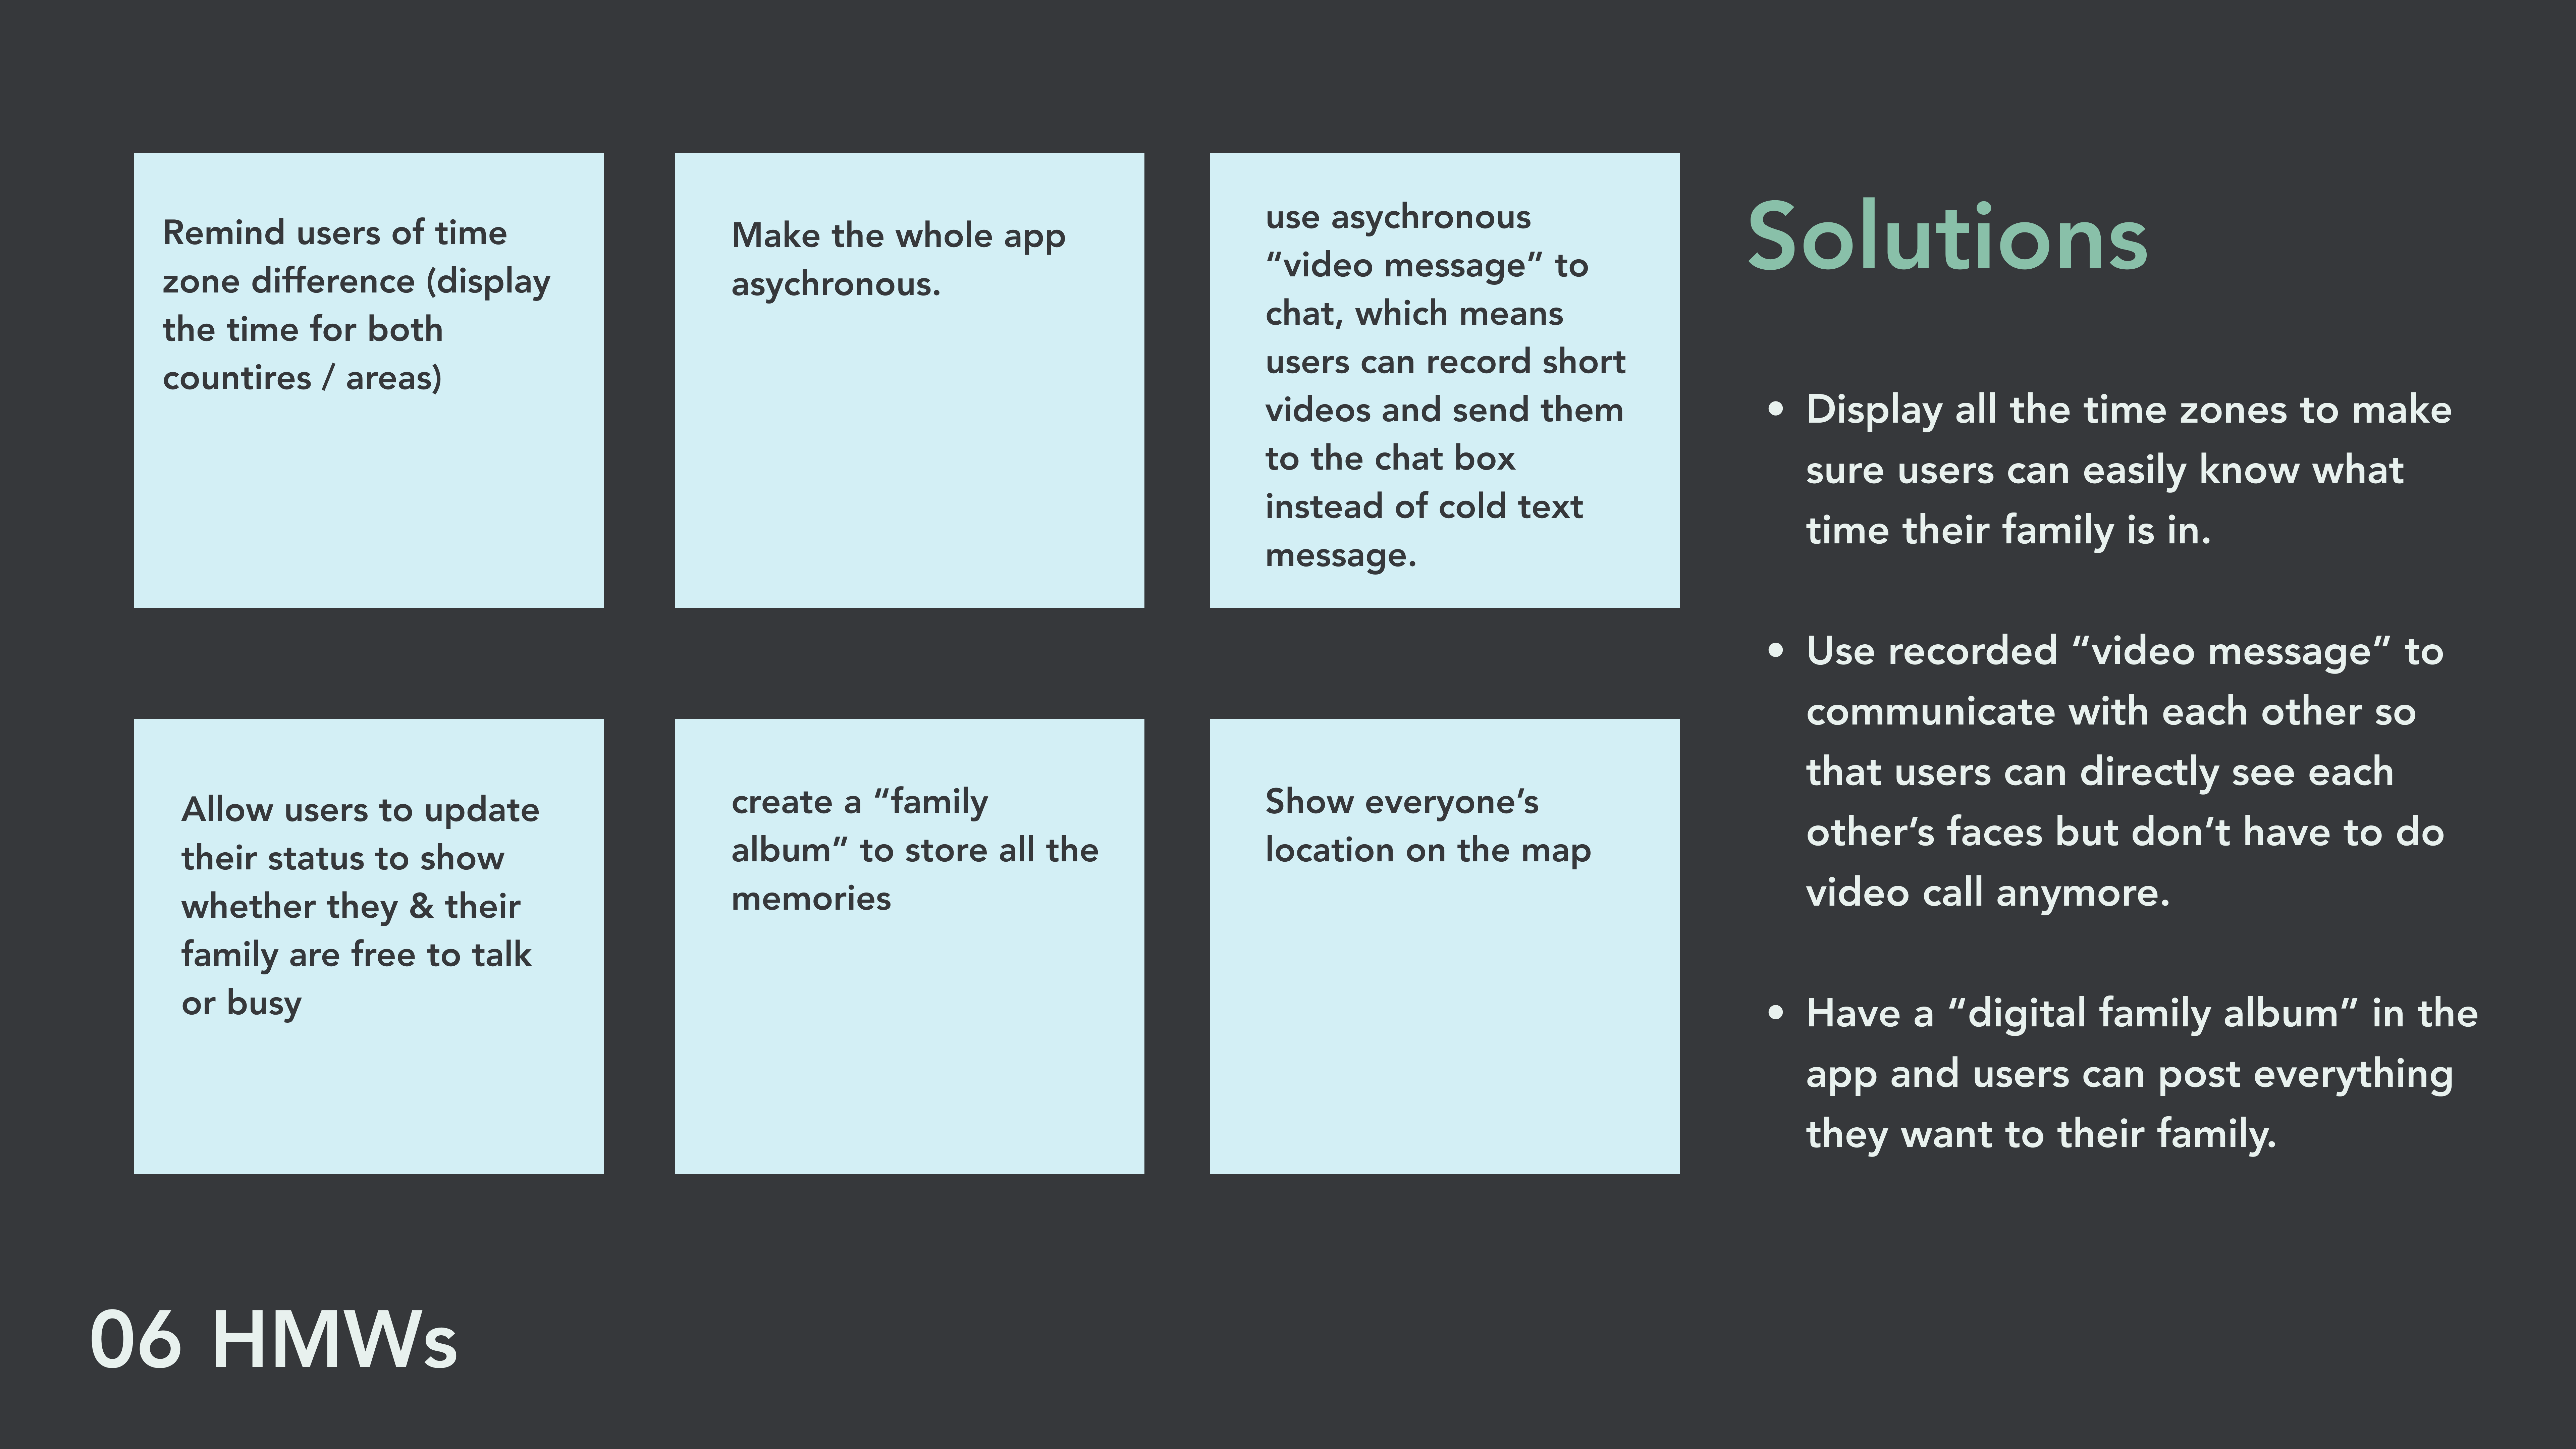 Remind users of time
zone difference (display
the time for both
countires / areas)
Make the whole app
asychronous.
use asychronous
“video message” to
chat, which means
users can record short
videos and send them
to the chat box
instead of cold text
message.
Allow users to update
their status to show
whether they & their
family are free to talk
or busy
create a “family
album” to store all the
memories
Show everyone’s
location on the map
Solutions
• Display all the time zones to make
sure users can easily know what
time their family is in.
• Use recorded “video message” to
communicate with each other so
that users can directly see each
other’s faces but don’t have to do
video call anymore.
• Have a “digital family album” in the
app and users can post everything
they want to their family.
06 HMWs